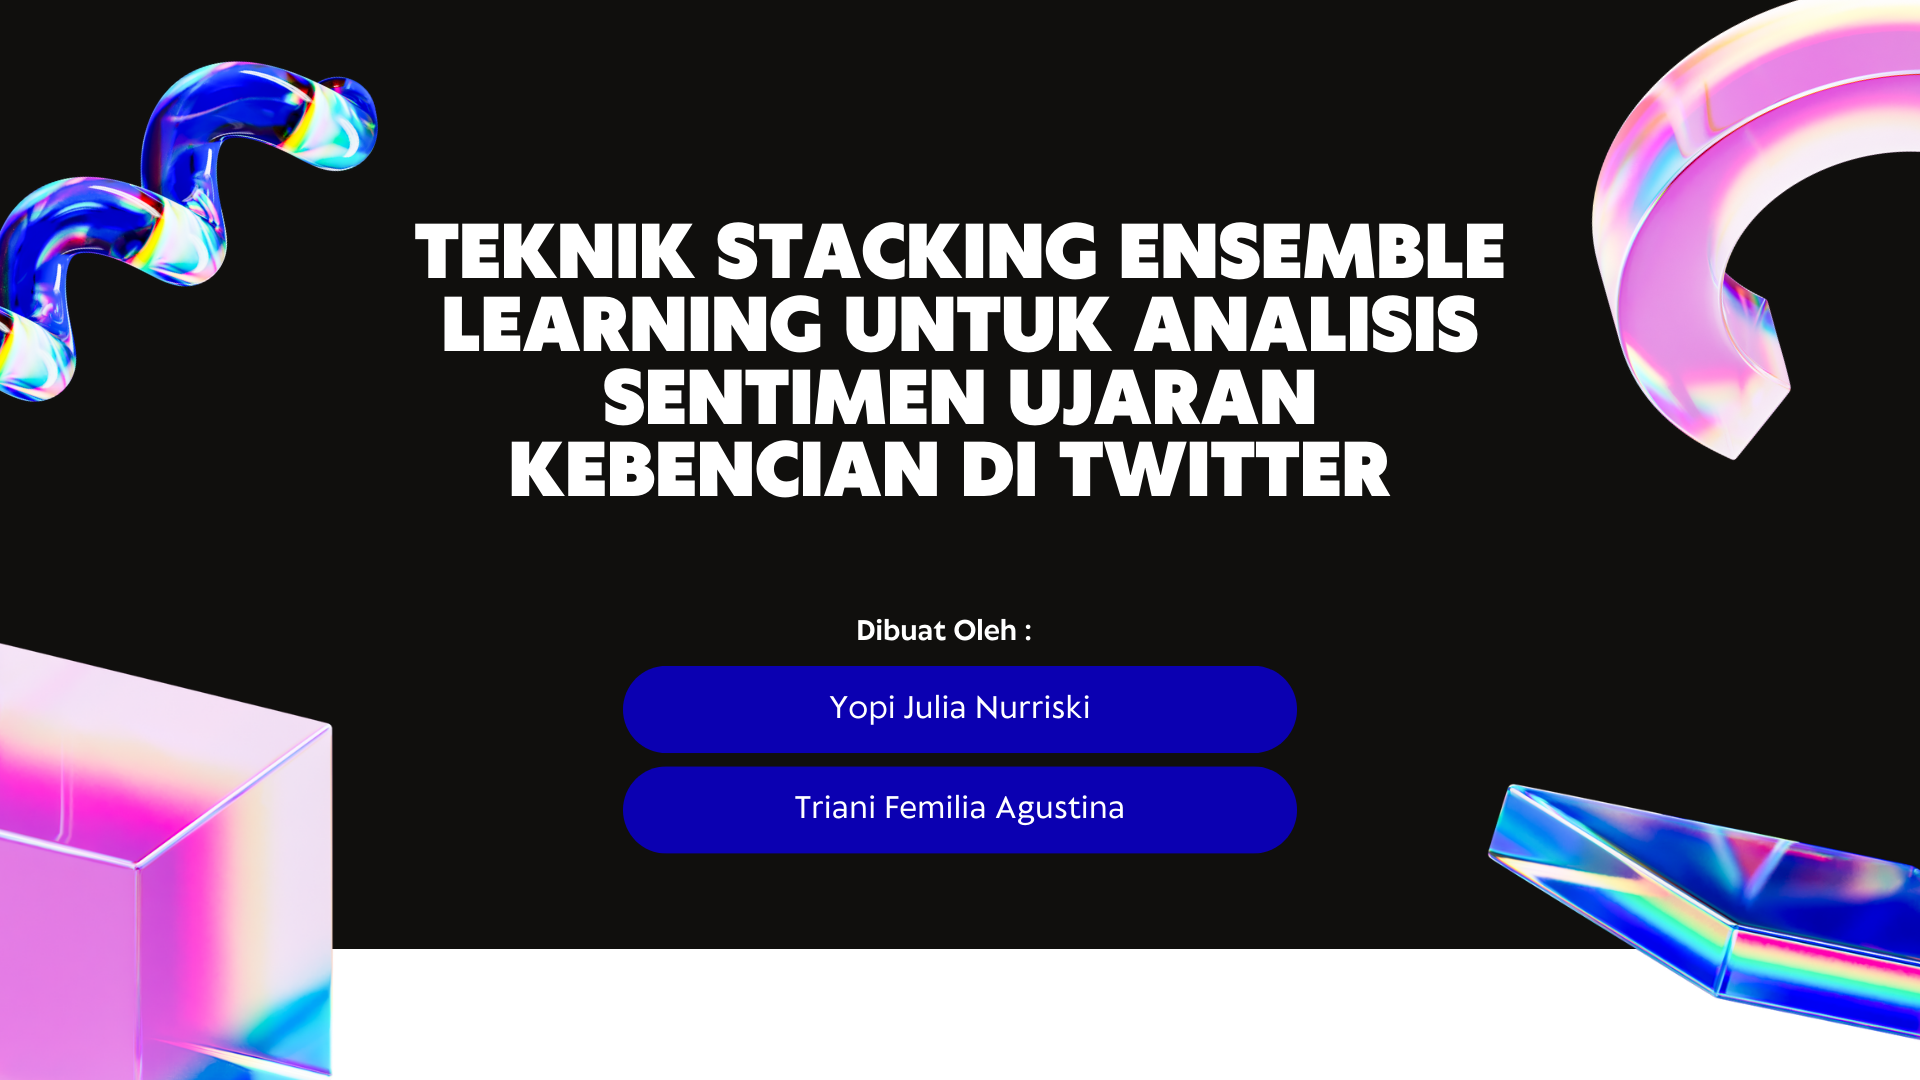 TEKNIK STACKING ENSEMBLE
LEARNING UNTUK ANALISIS
SENTIMEN UJARAN
KEBENCIAN DI TWITTER
Dibuat Oleh :
Yopi Julia Nurriski
Triani Femilia Agustina